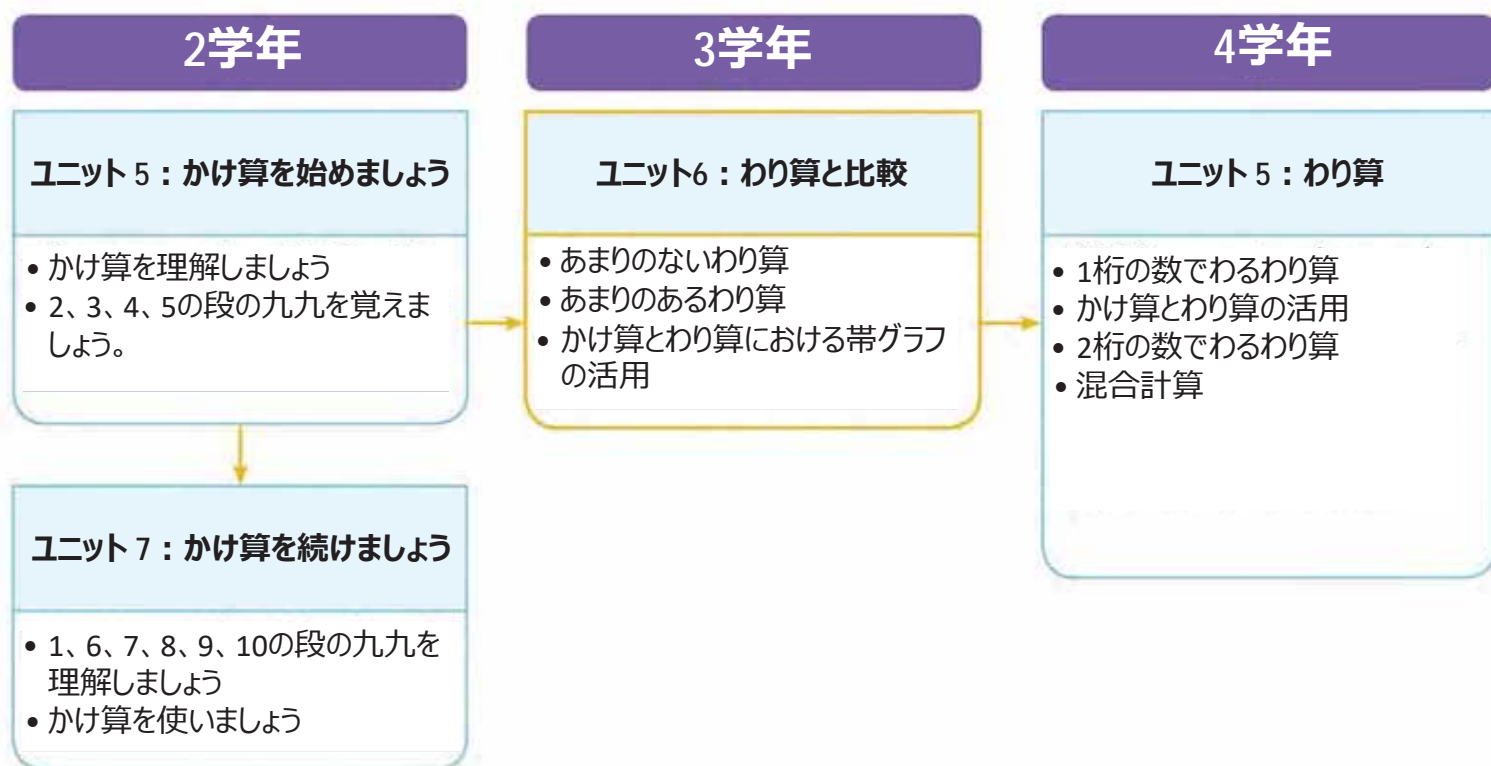 2学年
ユニット 5：かけ算を始めましょう
• かけ算を理解しましょう
• 2、3、4、5の段の九九を覚えま
しょう。
ユニット 7：かけ算を続けましょう
• 1、6、7、8、9、10の段の九九を
理解しましょう
• かけ算を使いましょう
3学年
ユニット6：わり算と比較
• あまりのないわり算
• あまりのあるわり算
• かけ算とわり算における帯グラフ
の活用
4学年
ユニット 5：わり算
• 1桁の数でわるわり算
• かけ算とわり算の活用
• 2桁の数でわるわり算
• 混合計算